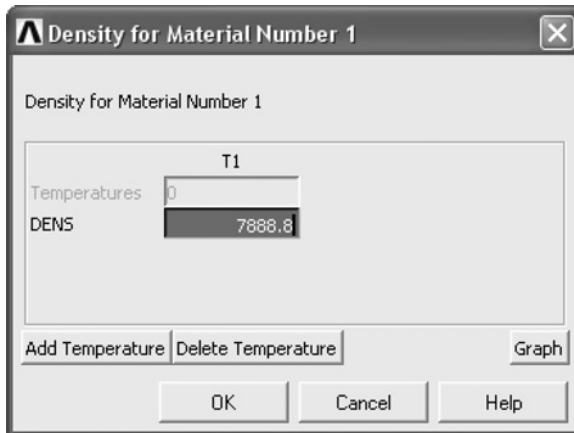 Density for Material Number 1
Density for Material Number 1
T1
Temperatures 0
DENS 7888.8
Add Temperature Delete Temperature Graph
OK Cancel Help